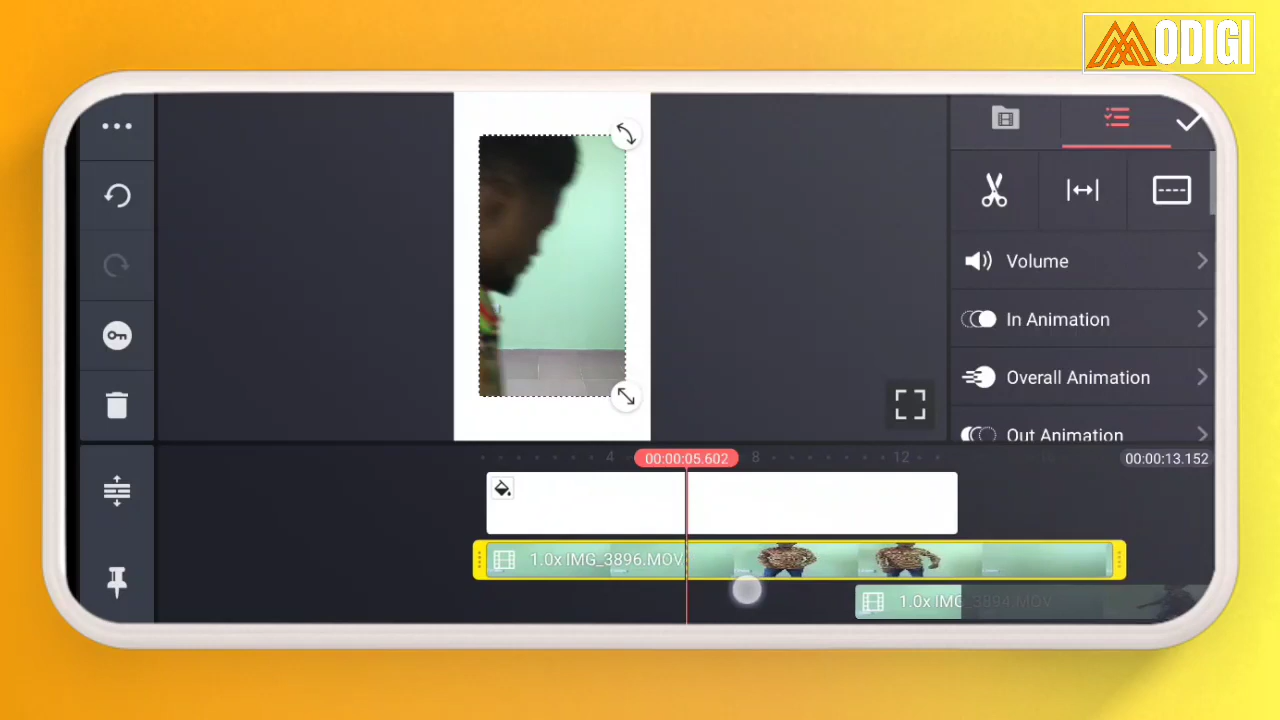 MODIGI
Volume
In Animation
Overall Animation
Out Animation
4
00:00:05.602
8
12
00:00:13.152
1.0x IMG_3896.MOV
1.0x IMG_3894.MOV